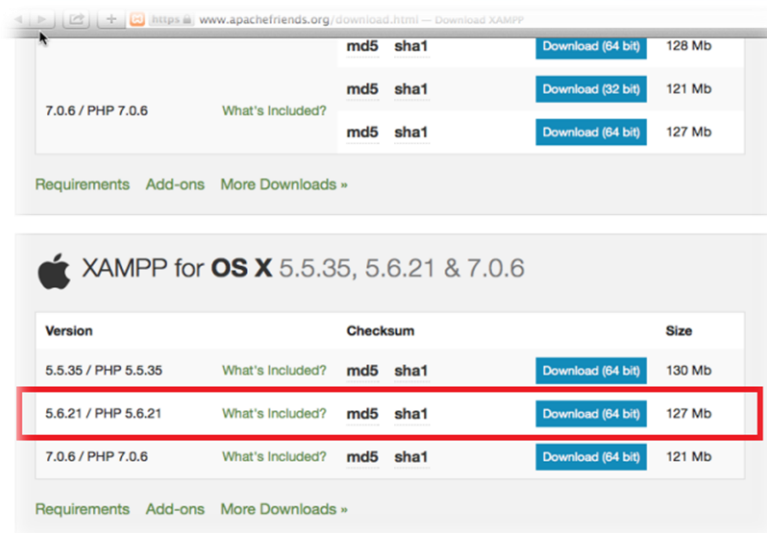 https www.apachefriends.org/download.html — Download XAMPP
md5 sha1 Download (64 bit) 128 Mb
md5 sha1 Download (32 bit) 121 Mb
7.0.6 / PHP 7.0.6 What's Included?
md5 sha1 Download (64 bit) 127 Mb
Requirements Add-ons More Downloads »
XAMPP for OS X 5.5.35, 5.6.21 & 7.0.6
Version Checksum Size
5.5.35 / PHP 5.5.35 What's Included? md5 sha1 Download (64 bit) 130 Mb
5.6.21 / PHP 5.6.21 What's Included? md5 sha1 Download (64 bit) 127 Mb
7.0.6 / PHP 7.0.6 What's Included? md5 sha1 Download (64 bit) 121 Mb
Requirements Add-ons More Downloads »